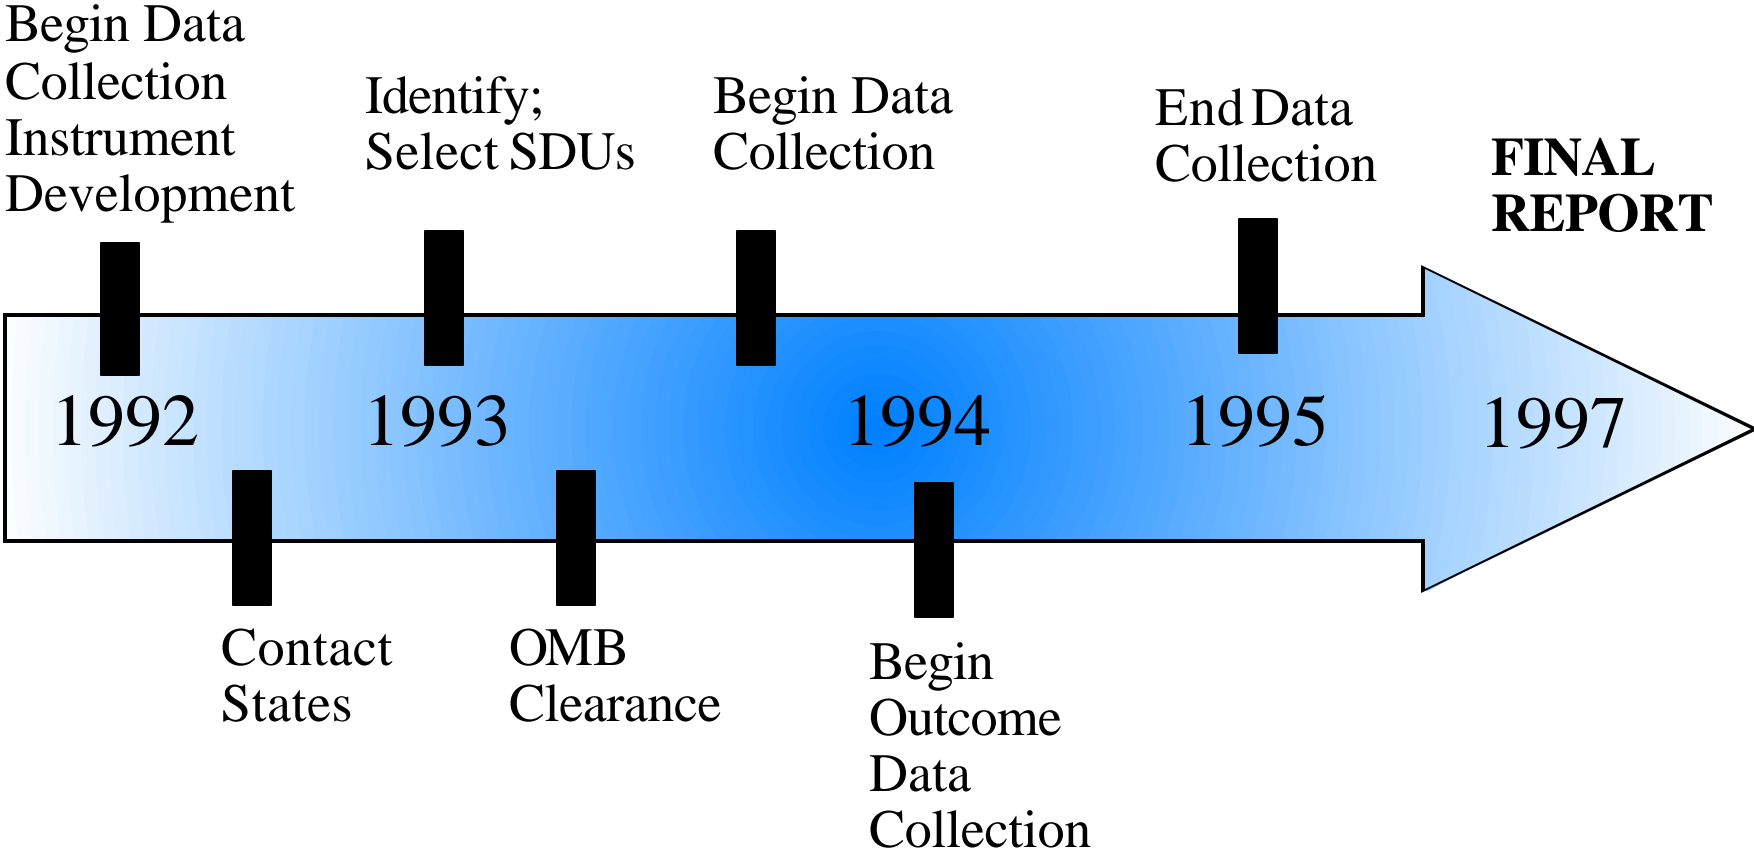 Begin Data
Collection
Instrument
Development
Identify;
Select SDUs
Begin Data
Collection
End Data
Collection
FINAL
REPORT
1992
1993
1994
1995
1997
Contact
States
OMB
Clearance
Begin
Outcome
Data
Collection